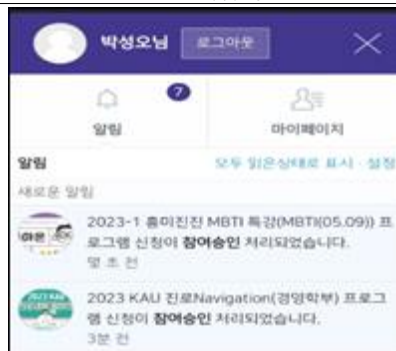 박성오님 로그아웃
7
알림 마이페이지
알림 모두 읽은상태로 표시 · 설정
새로운 알림
2023-1 흥미진진 MBTI 특강(MBTI(05.09)) 프
로그램 신청이 참여승인 처리되었습니다.
몇 초 전
2023 KAU 진로Navigation(경영학부) 프로그
램 신청이 참여승인 처리되었습니다.
3분 전